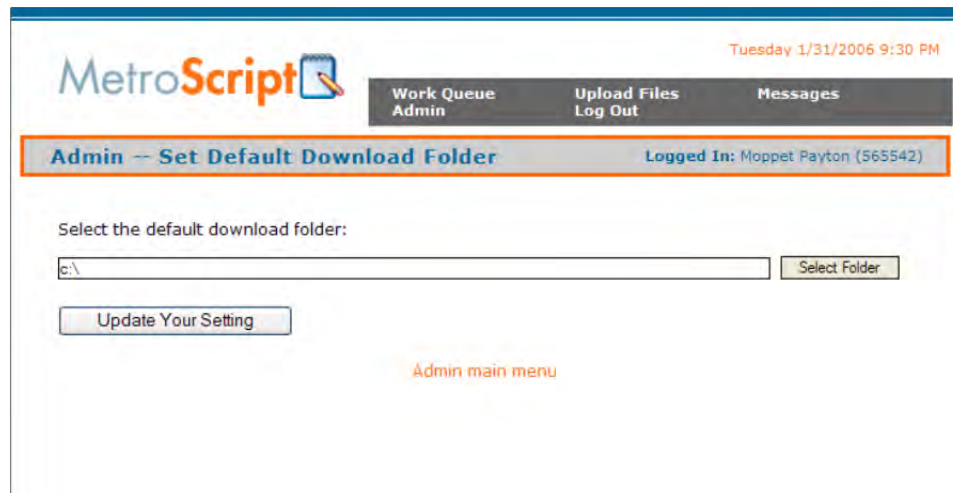 Tuesday 1/31/2006 9:30 PM
MetroScript
Work Queue Upload Files Messages
Admin Log Out
Admin -- Set Default Download Folder Logged In: Moppet Payton (565542)
Select the default download folder:
c:\ Select Folder
Update Your Setting
Admin main menu